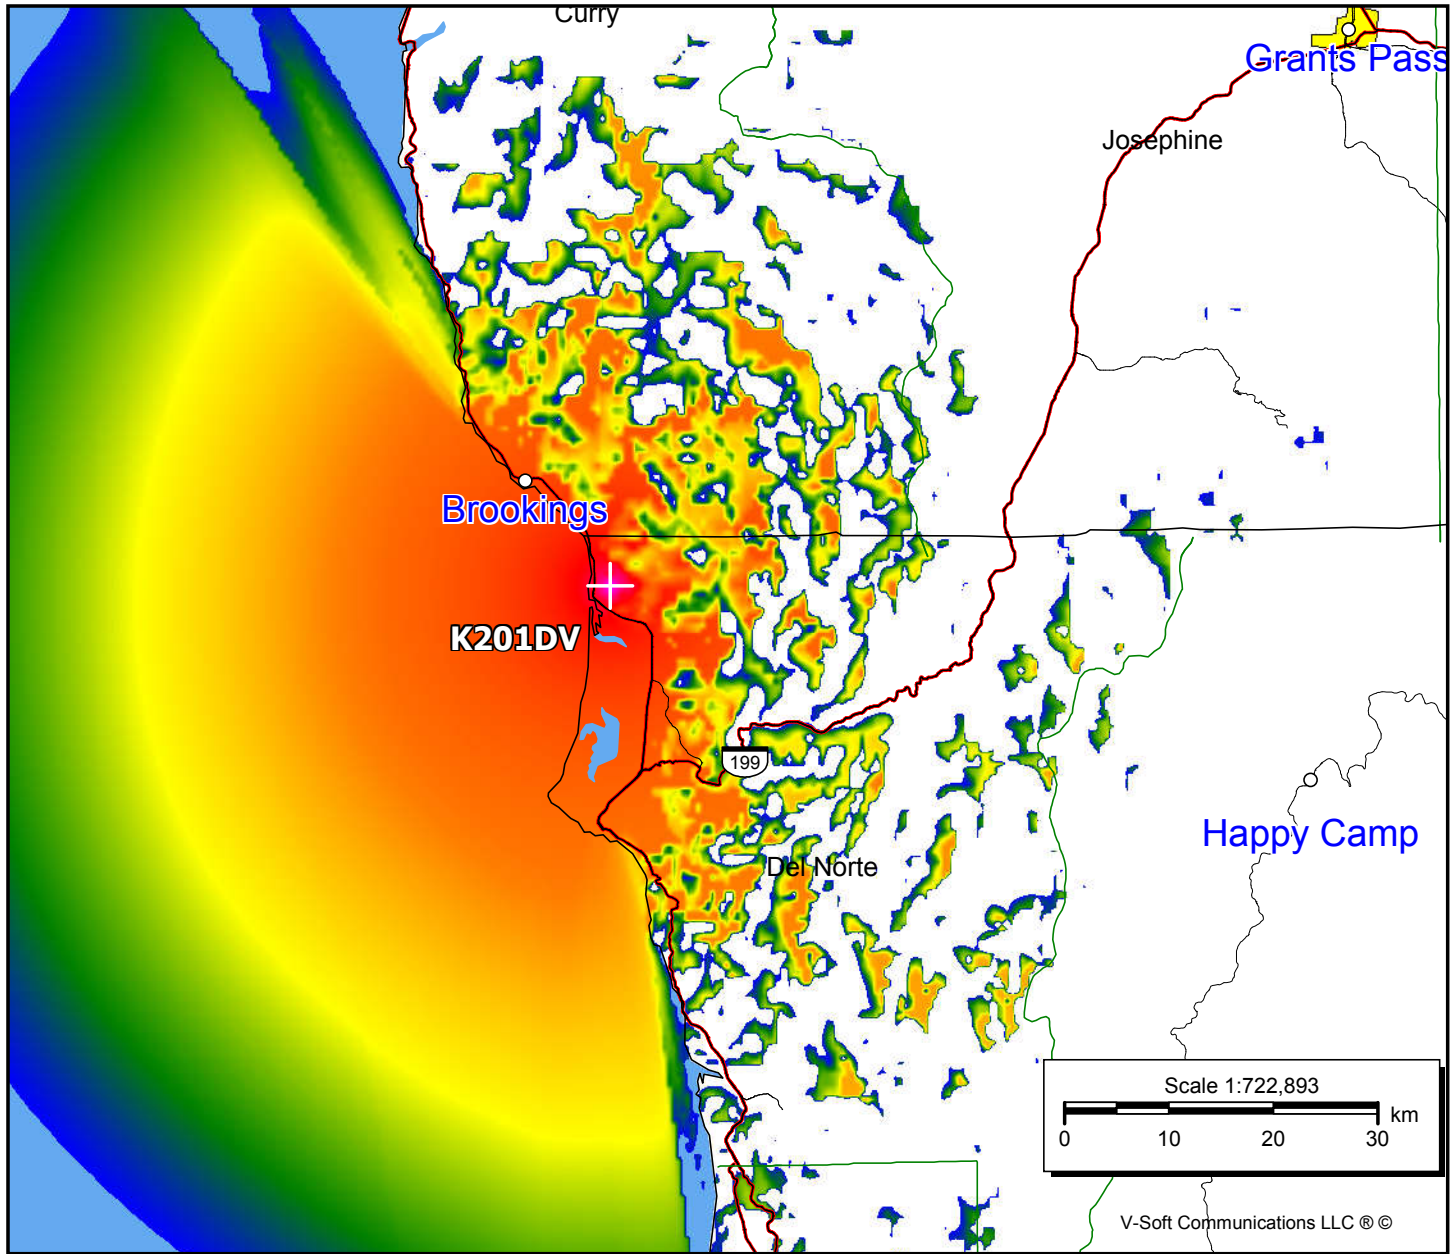 Curry
Grants Pass
Josephine
Brookings
K201DV
199
Happy Camp
Del Norte
Scale 1:722,893
km
0 10 20 30
V-Soft Communications LLC ® ©